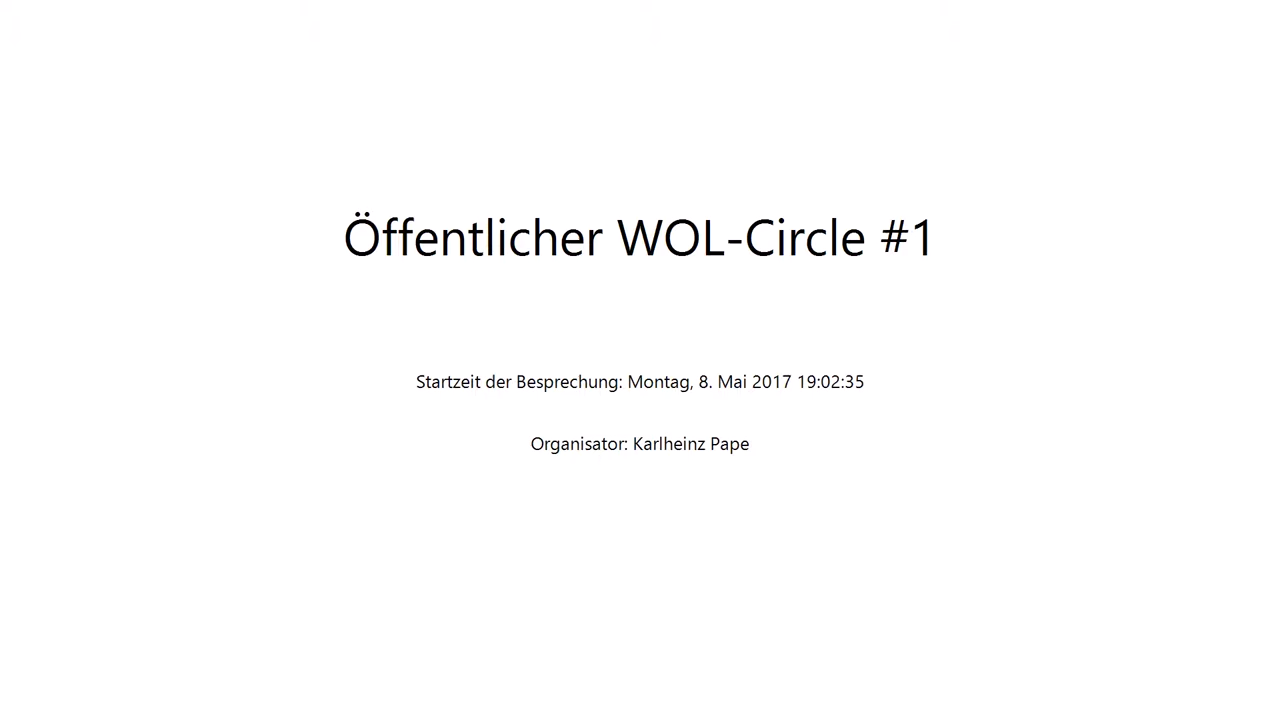 Öffentlicher WOL-Circle #1
Startzeit der Besprechung: Montag, 8. Mai 2017 19:02:35
Organisator: Karlheinz Pape